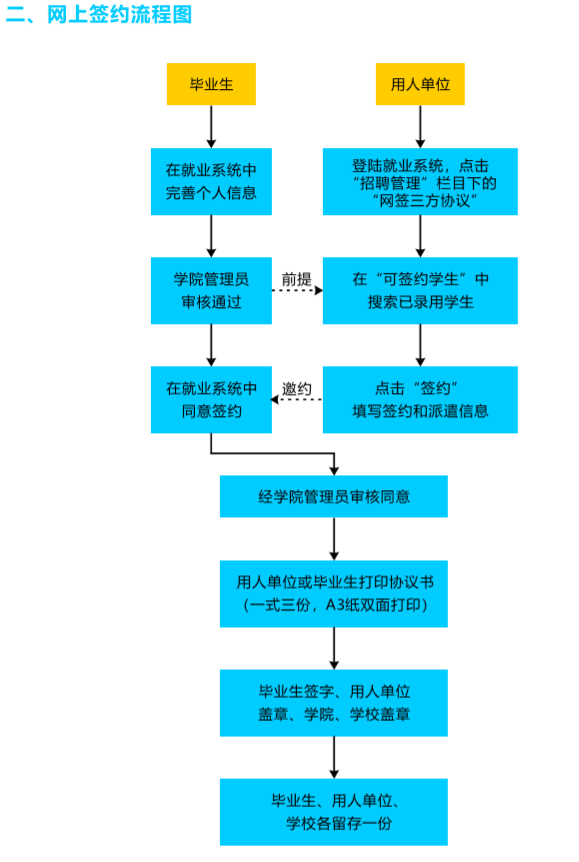 二、网上签约流程图
毕业生
用人单位
在就业系统中
完善个人信息
登陆就业系统，点击
“招聘管理”栏目下的
“网签三方协议”
学院管理员
审核通过
前提
在“可签约学生”中
搜索已录用学生
在就业系统中
同意签约
邀约
点击“签约”
填写签约和派遣信息
经学院管理员审核同意
用人单位或毕业生打印协议书
（一式三份，A3纸双面打印）
毕业生签字、用人单位
盖章、学院、学校盖章
毕业生、用人单位、
学校各留存一份